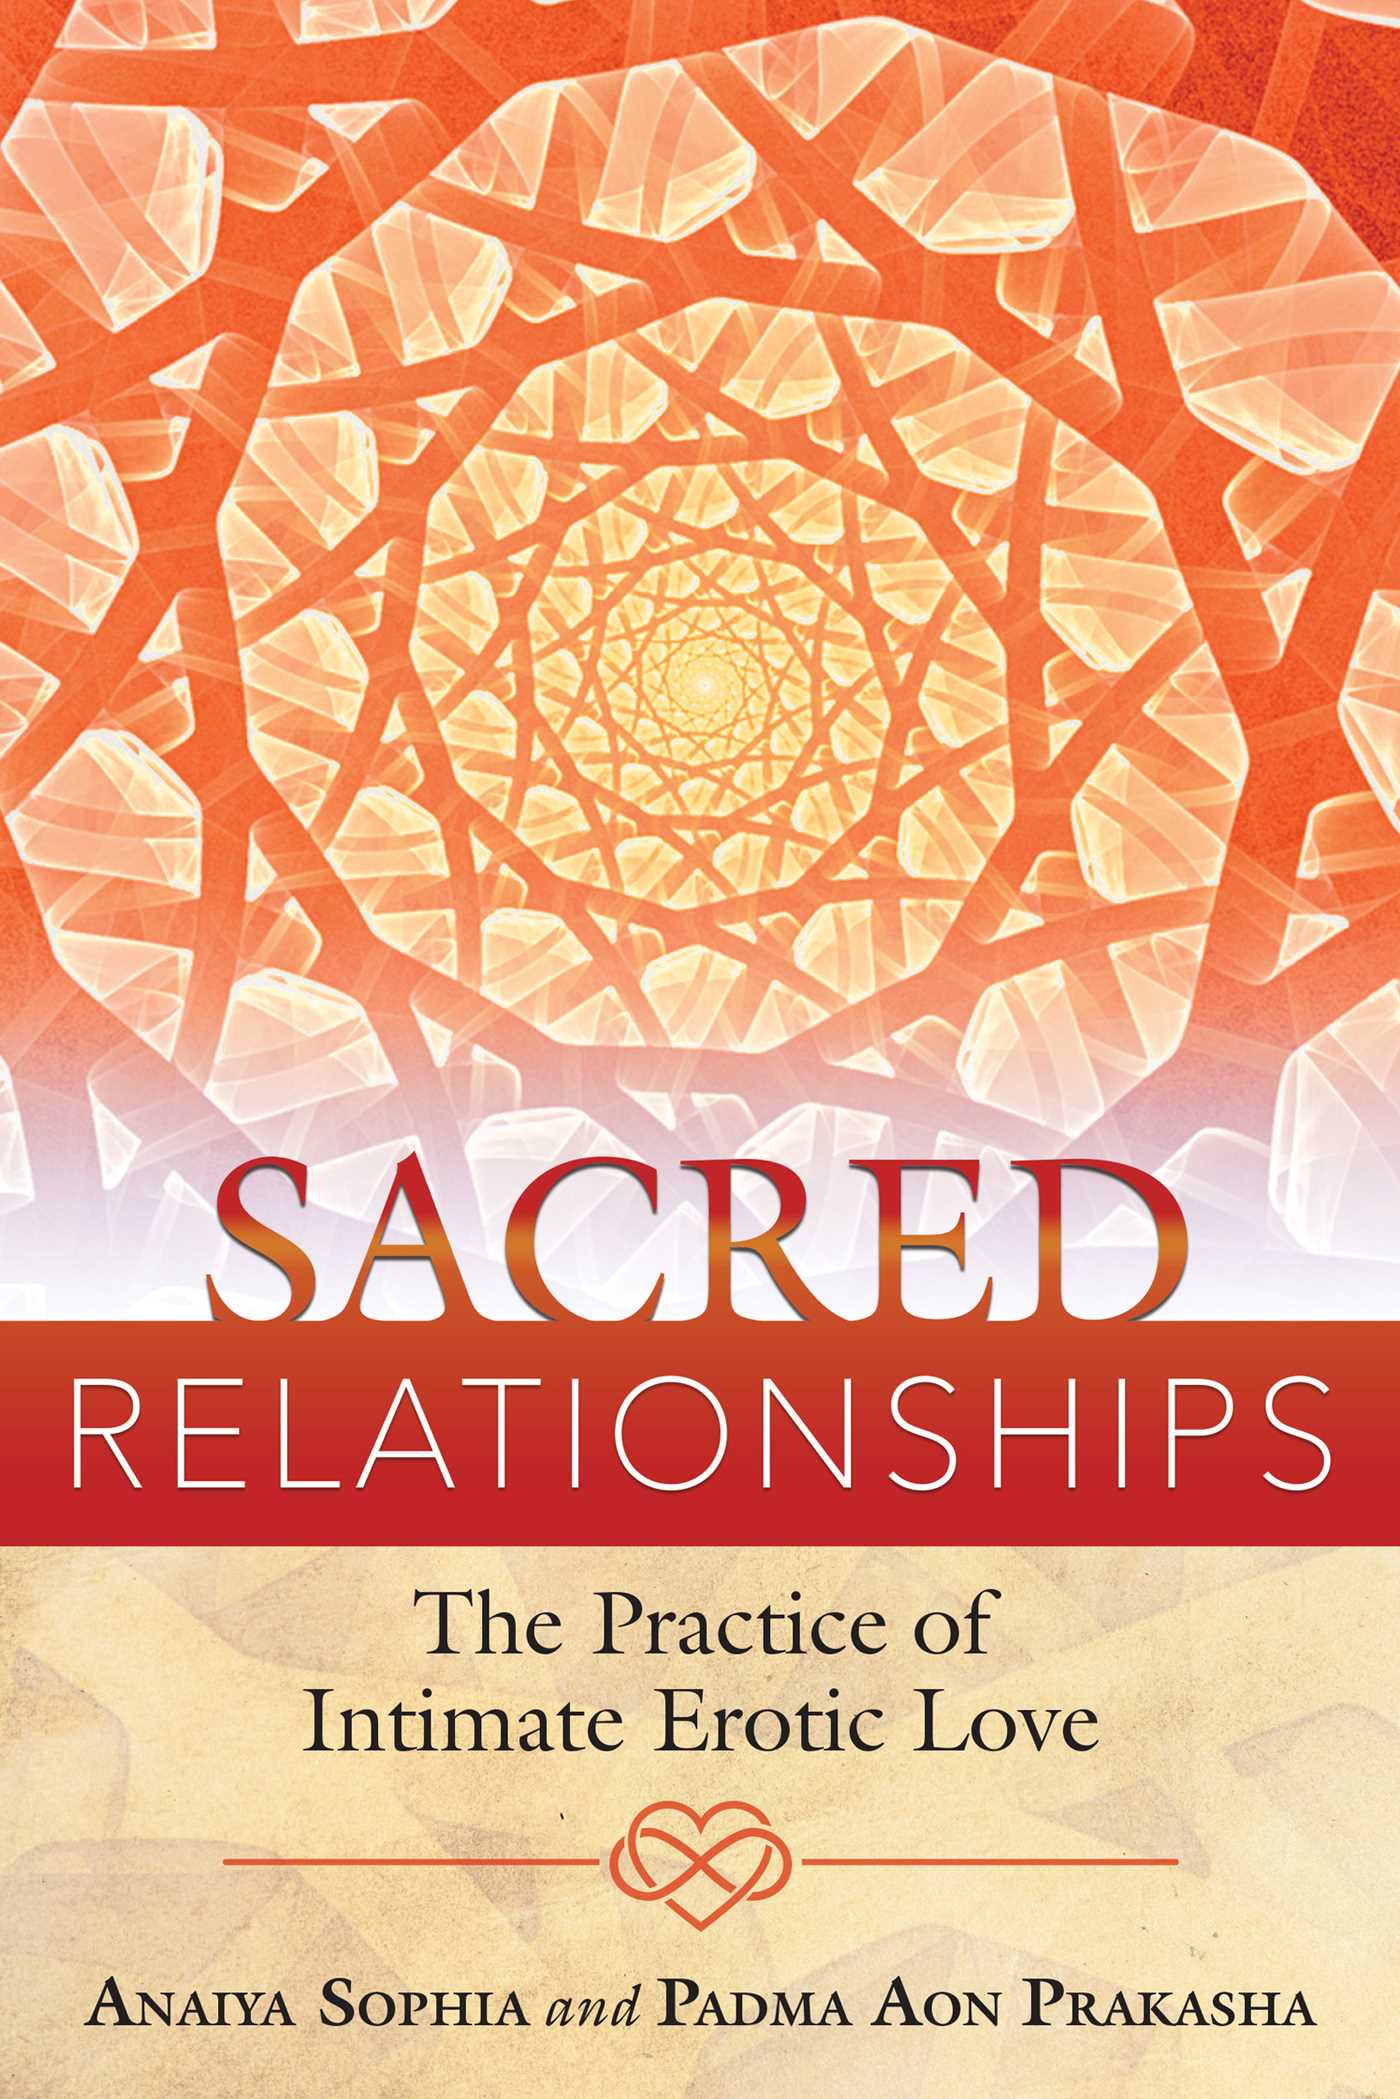 SACRED
RELATIONSHIPS
The Practice of
Intimate Erotic Love
ANAIYA SOPHIA and PADMA AON PRAKASHA